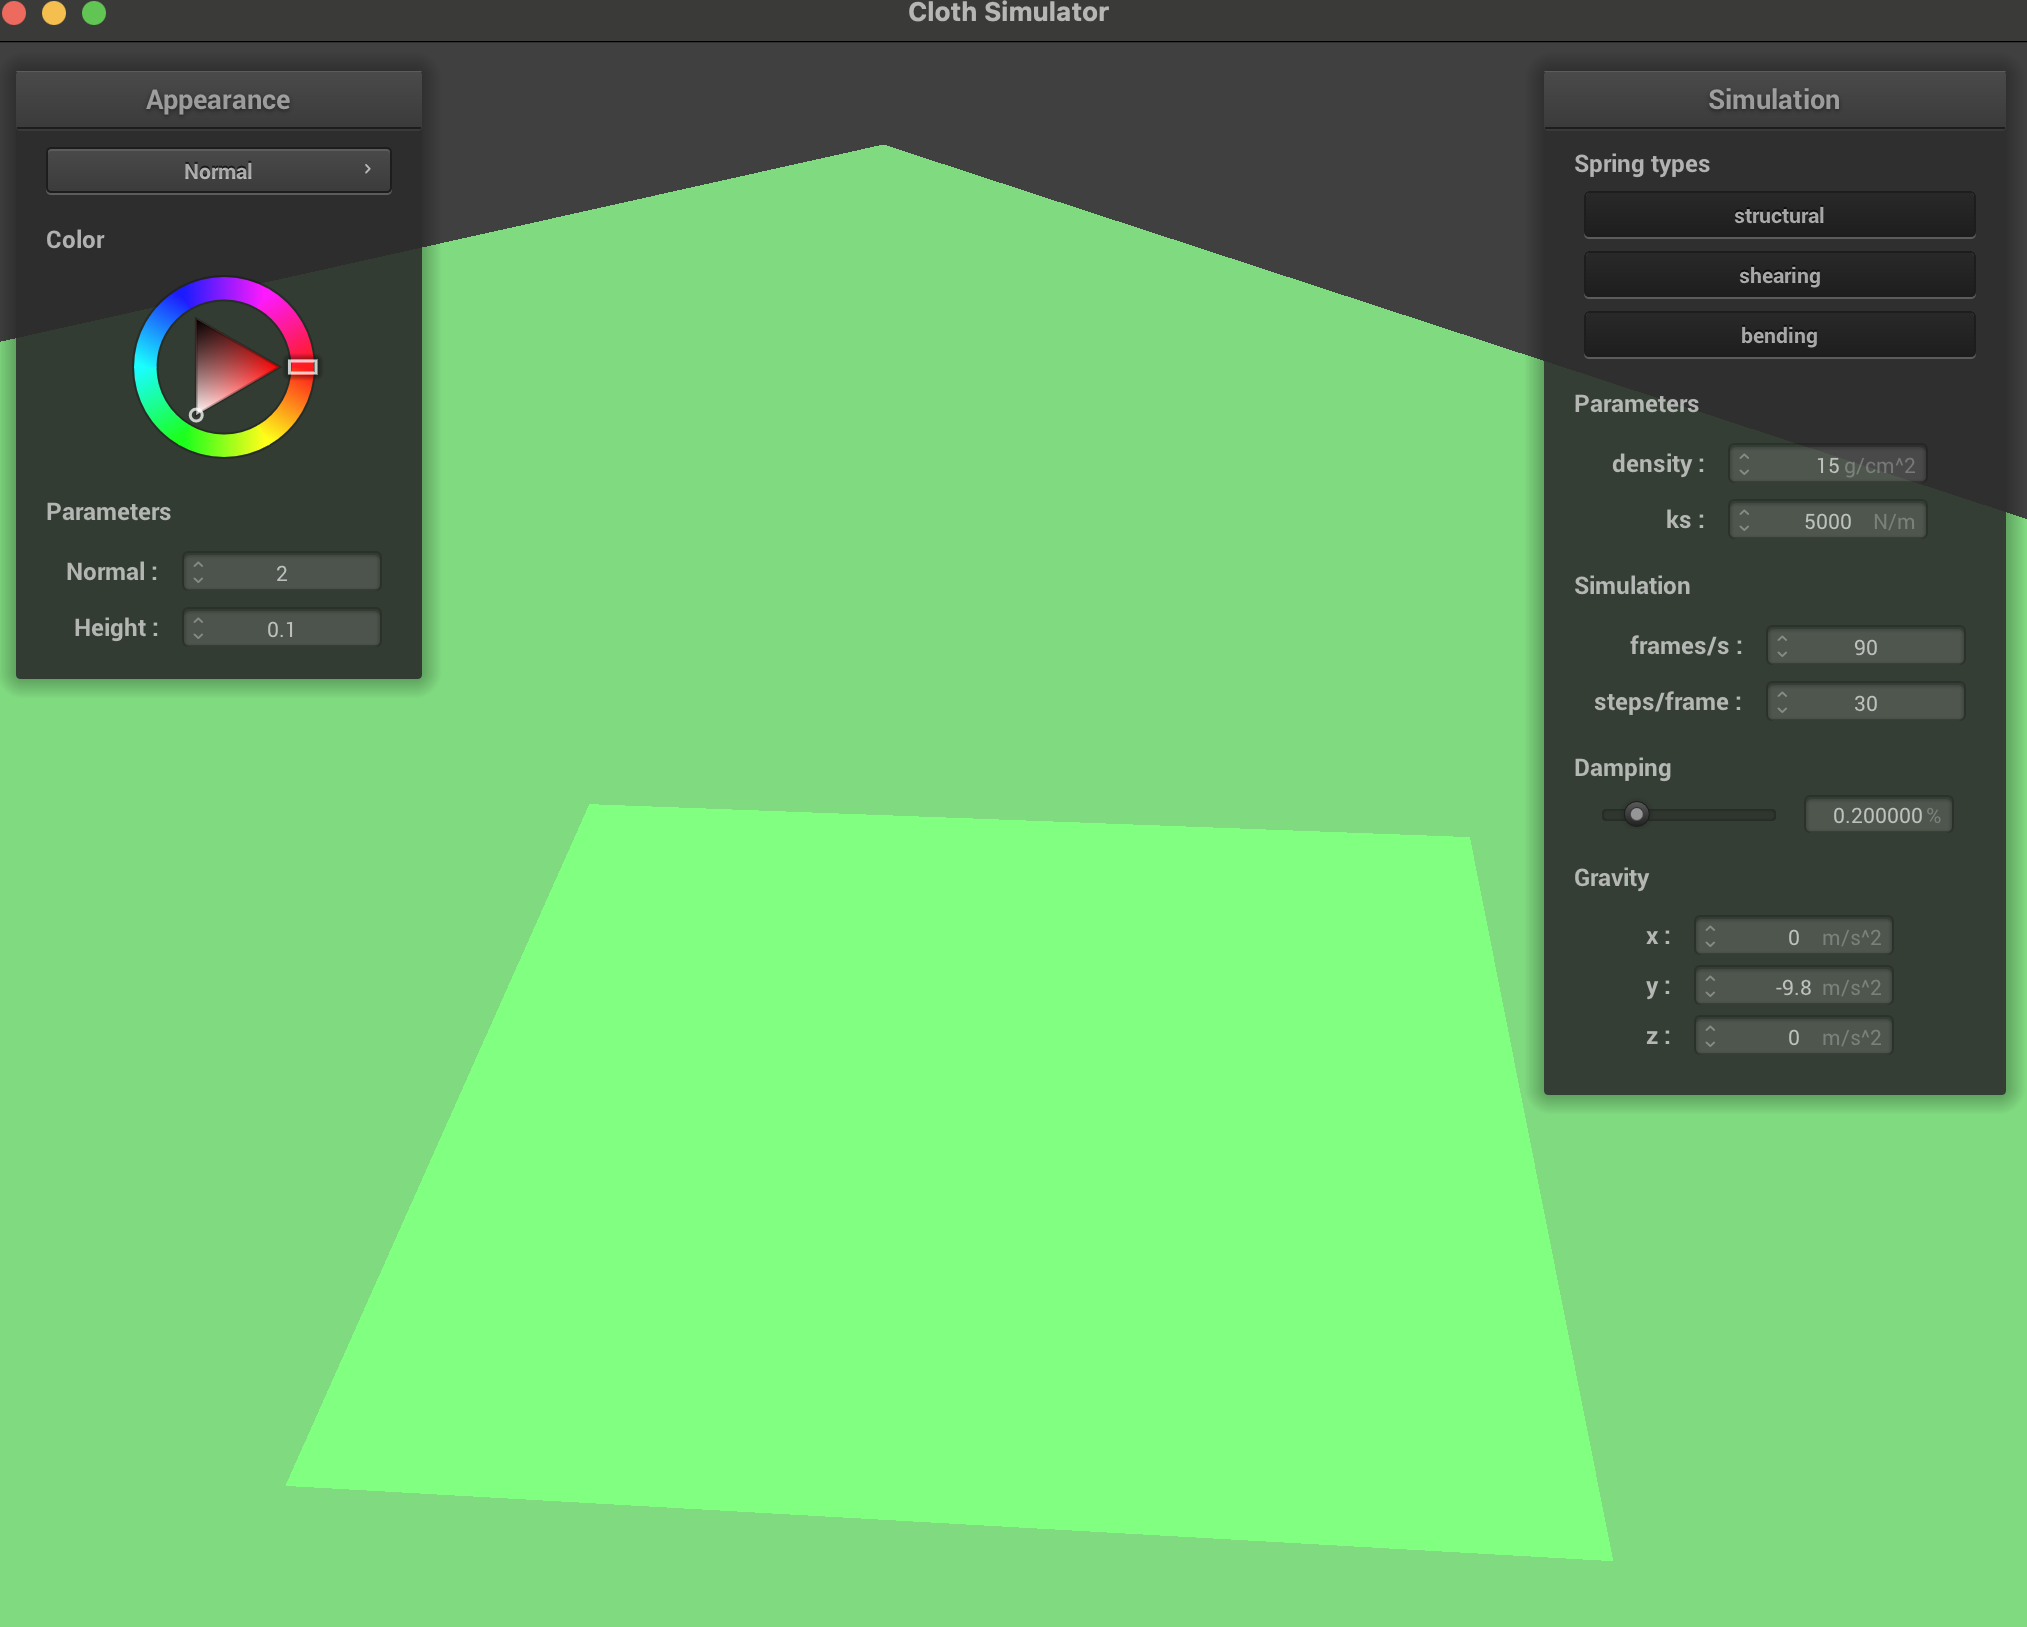 Cloth Simulator
Appearance
Normal
Color
Parameters
Normal :
2
Height :
0.1
Simulation
Spring types
structural
shearing
bending
Parameters
density :
15 g/cm^2
ks :
5000 N/m
Simulation
frames/s :
90
steps/frame :
30
Damping
0.200000 %
Gravity
x :
0 m/s^2
y :
-9.8 m/s^2
z :
0 m/s^2